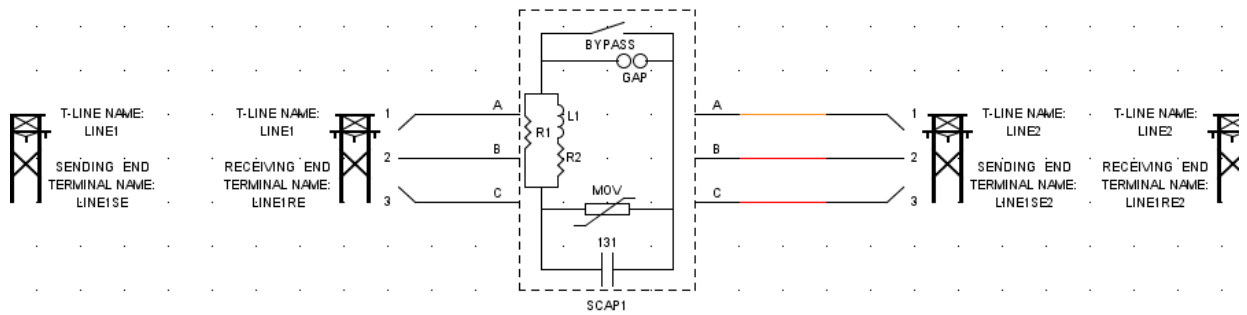 BYPASS
GAP
T-LINE NAME:
LINE1
SENDING END
TERMINAL NAME:
LINE1SE
T-LINE NAME:
LINE1
RECEIVING END
TERMINAL NAME:
LINE1RE
1
2
3
A
B
C
R1
L1
R2
MOV
131
SCAP1
A
B
C
1
2
3
T-LINE NAME:
LINE2
SENDING END
TERMINAL NAME:
LINE1SE2
T-LINE NAME:
LINE2
RECEIVING END
TERMINAL NAME:
LINE1RE2